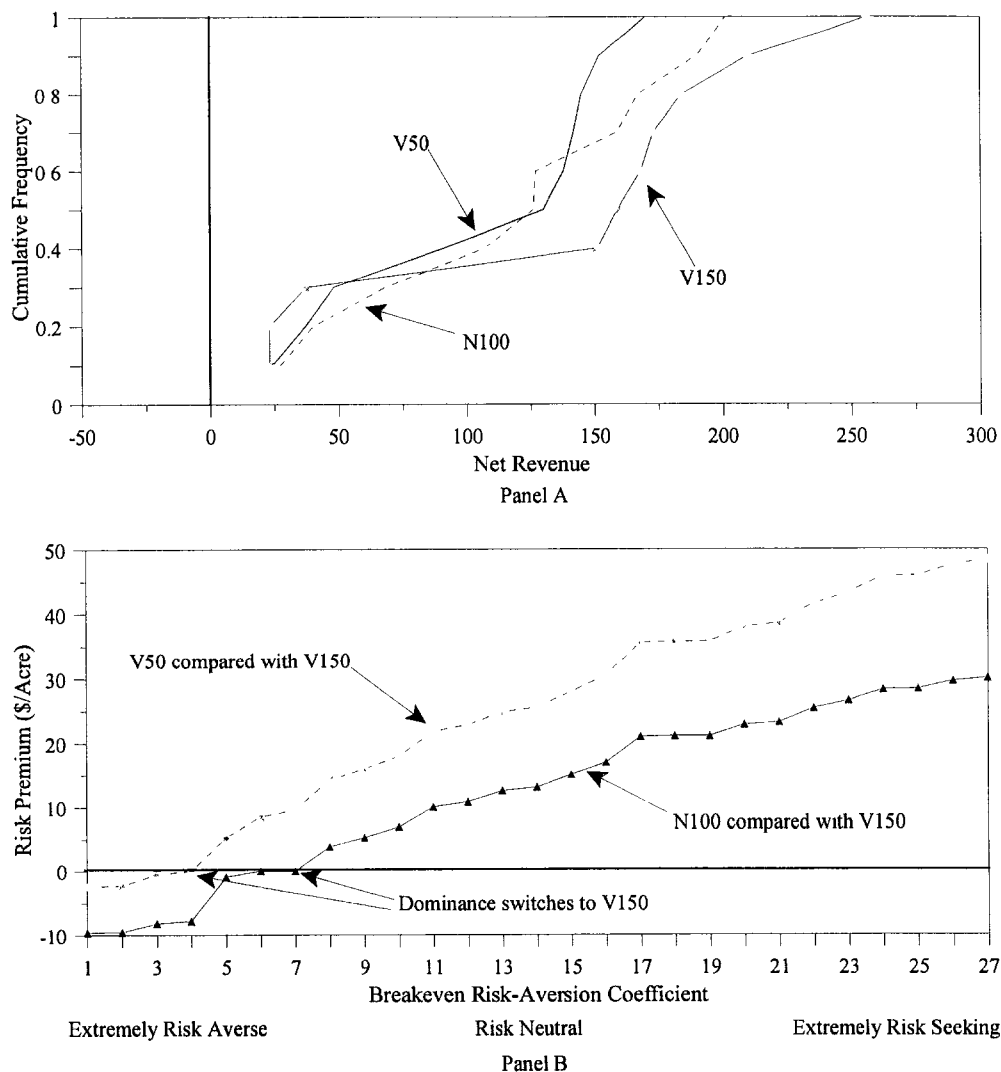 1
0 8
0 6
0 4
0.2
0
Cumulative Frequency
V50
V150
N100
-50
0
50
100
150
200
250
300
Net Revenue
Panel A
50
40
30
20
10
0
-10
Risk Premium ($/Acre)
V50 compared with V150
N100 compared with V150
Dominance switches to V150
1
3
5
7
9
11
13
15
17
19
21
23
25
27
Breakeven Risk-Aversion Coefficient
Extremely Risk Averse
Risk Neutral
Extremely Risk Seeking
Panel B